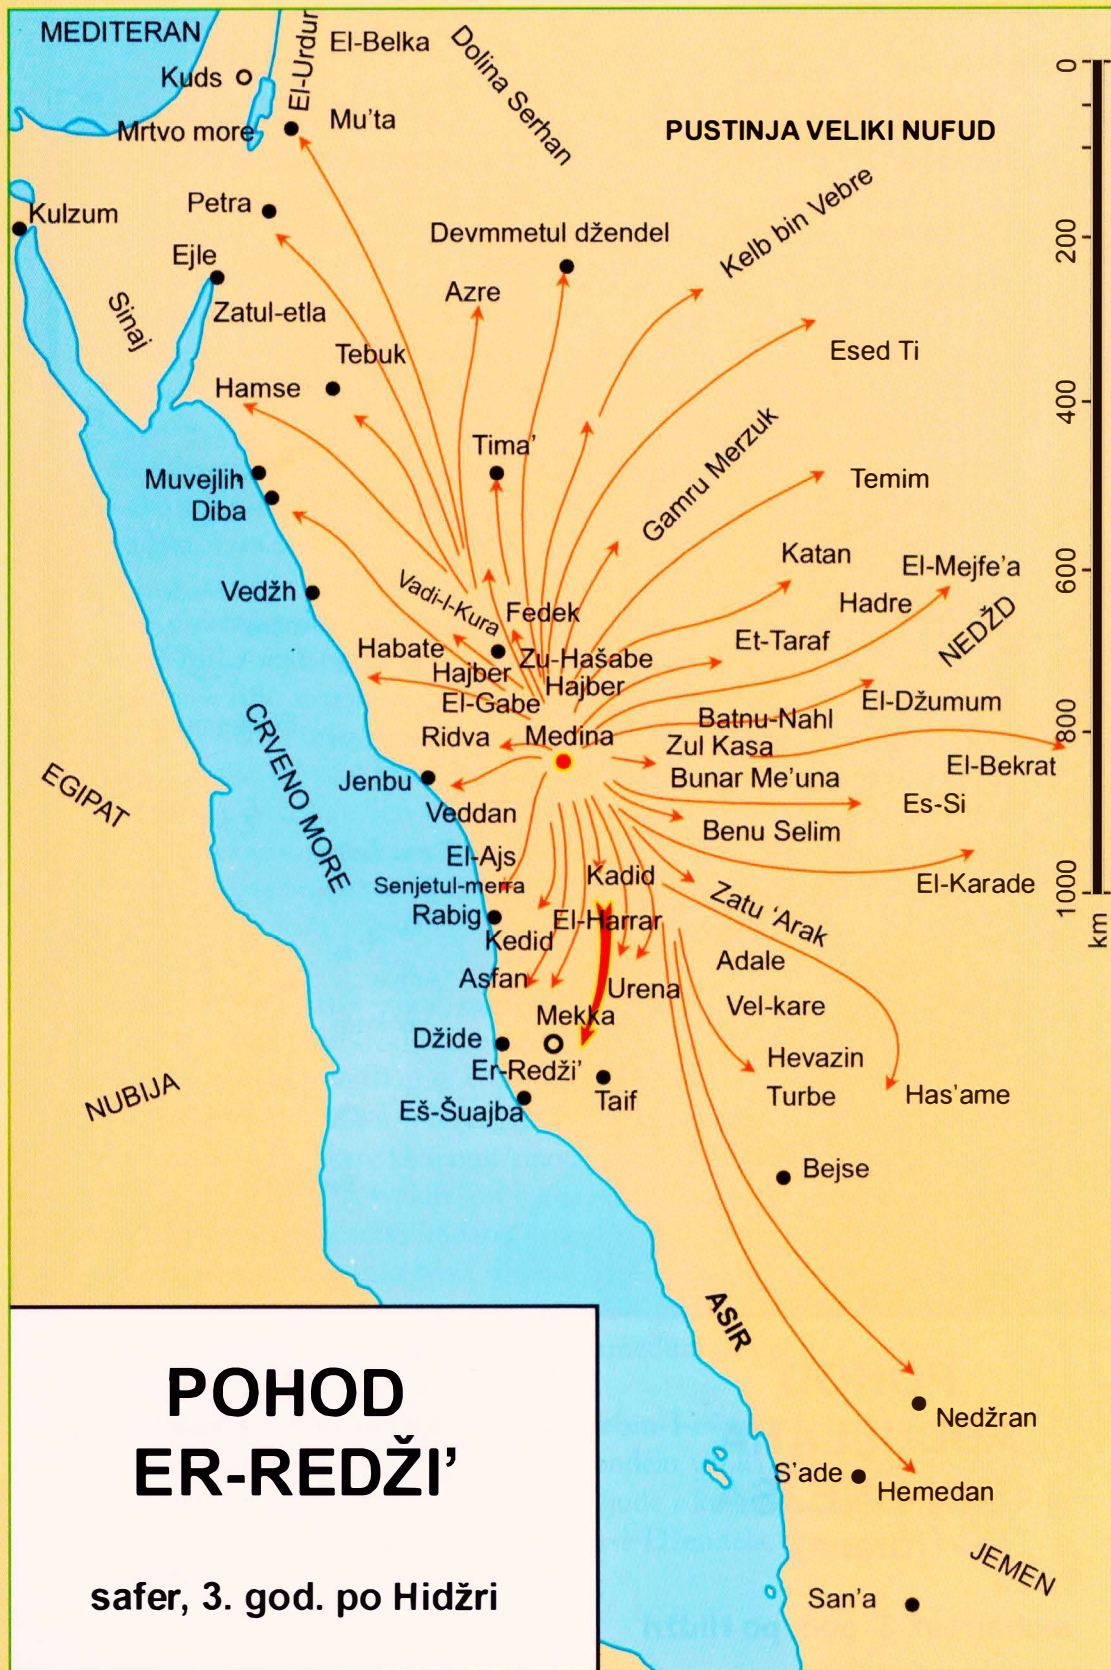 MEDITERAN
El-Belka
Dolina Serhan
0
Kuds
El-Urdur
Mrtvo more
Mu'ta
PUSTINJA VELIKI NUFUD
Petra
Kulzum
Kelb bin Vebre
200
Devmmetul džendel
Ejle
Azre
Zatul-etla
Sinaj
Tebuk
Esed Ti
Hamse
400
Tima'
Gamru Merzuk
Muvejlih
Temim
Diba
Katan
El-Mejfe'a
600
Vedžh
Vadi-l-Kura
Fedek
Hadre
NEDŽD
Habate
Et-Taraf
Hajber
Zu-Hašabe
Hajber
El-Gabe
El-Džumum
Batnu-Nahl
800
Ridva
Medina
Zul Kasa
El-Bekrat
Jenbu
Bunar Me'una
EGIPAT
CRVENO MORE
Veddan
Es-Si
Benu Selim
El-Ajs
Kadid
El-Karade
1000
Senjetul-merra
Rabig
El-Harrar
Zatu 'Arak
km
Kedid
Asfan
Adale
Urena
Vel-kare
Mekka
Džide
Hevazin
Er-Redži'
NUBIJA
Taif
Turbe
Has'ame
Eš-Šuajba
Bejse
ASIR
POHOD
ER-REDŽI'
Nedžran
S'ade
Hemedan
JEMEN
safer, 3. god. po Hidžri
San'a